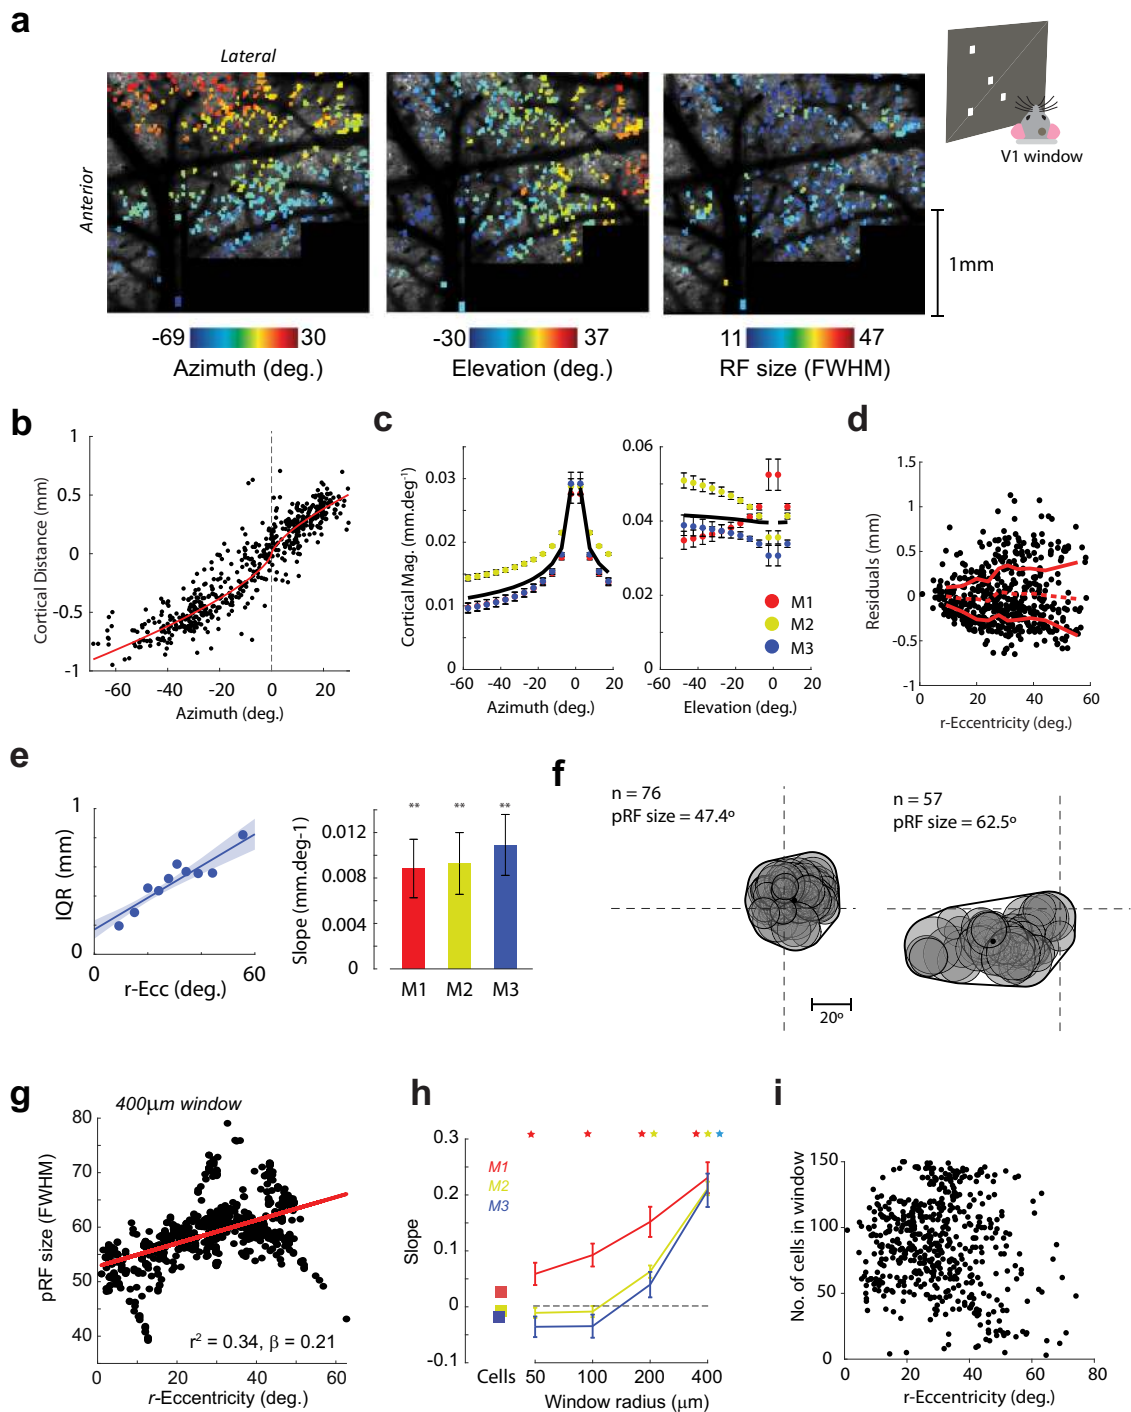 a
Lateral
Anterior
V1 window
1mm
-69 30
Azimuth (deg.)
-30 37
Elevation (deg.)
11 47
RF size (FWHM)
b
Cortical Distance (mm)
1
0.5
0
-0.5
-1
-60 -40 -20 0 20
Azimuth (deg.)
c
Cortical Mag. (mm.deg-1)
0.03
0.02
0.01
0
-60 -40 -20 0 20
Azimuth (deg.)
0.06
0.04
0.02
0
M1
M2
M3
-60 -40 -20 0 20
Elevation (deg.)
d
Residuals (mm)
1.5
1
0.5
0
-0.5
-1
0 20 40 60
r-Eccentricity (deg.)
e
IQR (mm)
1
0
0 60
r-Ecc (deg.)
Slope (mm.deg-1)
0.012
0.008
0.004
0
** ** **
M1 M2 M3
f
n = 76
pRF size = 47.4º
n = 57
pRF size = 62.5º
20º
g
400μm window
pRF size (FWHM)
80
70
60
50
40
r² = 0.34, β = 0.21
0 20 40 60
r-Eccentricity (deg.)
h
Slope
0.3
0.2
0.1
0
-0.1
M1
M2
M3
Cells 50 100 200 400
Window radius (μm)
i
No. of cells in window
150
100
50
0
0 20 40 60 80
r-Eccentricity (deg.)